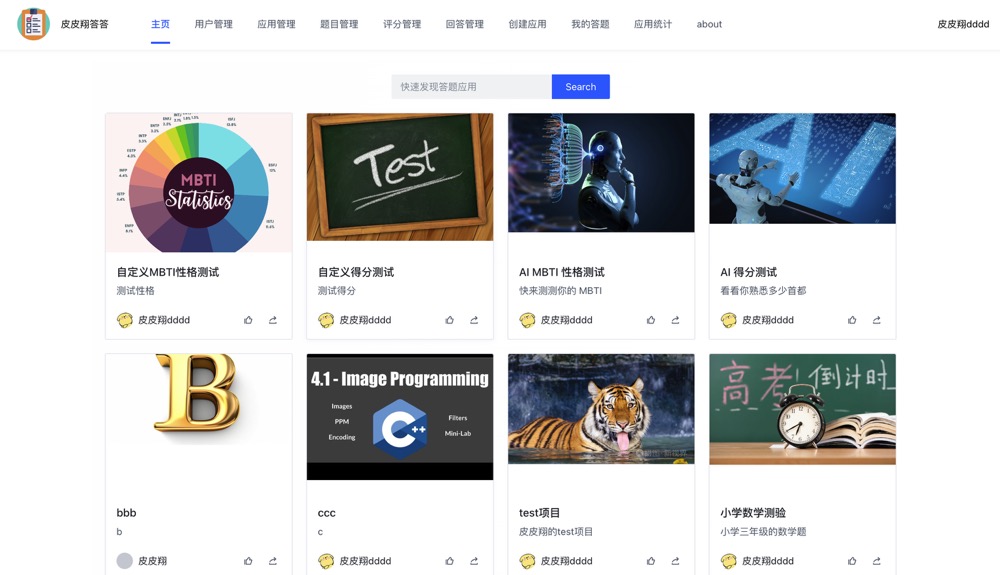 皮皮翔答答
主页 用户管理 应用管理 题目管理 评分管理 回答管理 创建应用 我的答题 应用统计 about
皮皮翔dddd
快速发现答题应用 Search
MBTI
Statistics
Test
AI
自定义MBTI性格测试
测试性格
皮皮翔dddd
自定义得分测试
测试得分
皮皮翔dddd
AI MBTI 性格测试
快来测测你的 MBTI
皮皮翔dddd
AI 得分测试
看看你熟悉多少首都
皮皮翔dddd
B
4.1 - Image Programming
Images
PPM
Encoding
C++
Filters
Mini-Lab
高考倒计时
bbb
b
皮皮翔
ccc
c
皮皮翔dddd
test项目
皮皮翔的test项目
皮皮翔dddd
小学数学测验
小学三年级的数学题
皮皮翔dddd